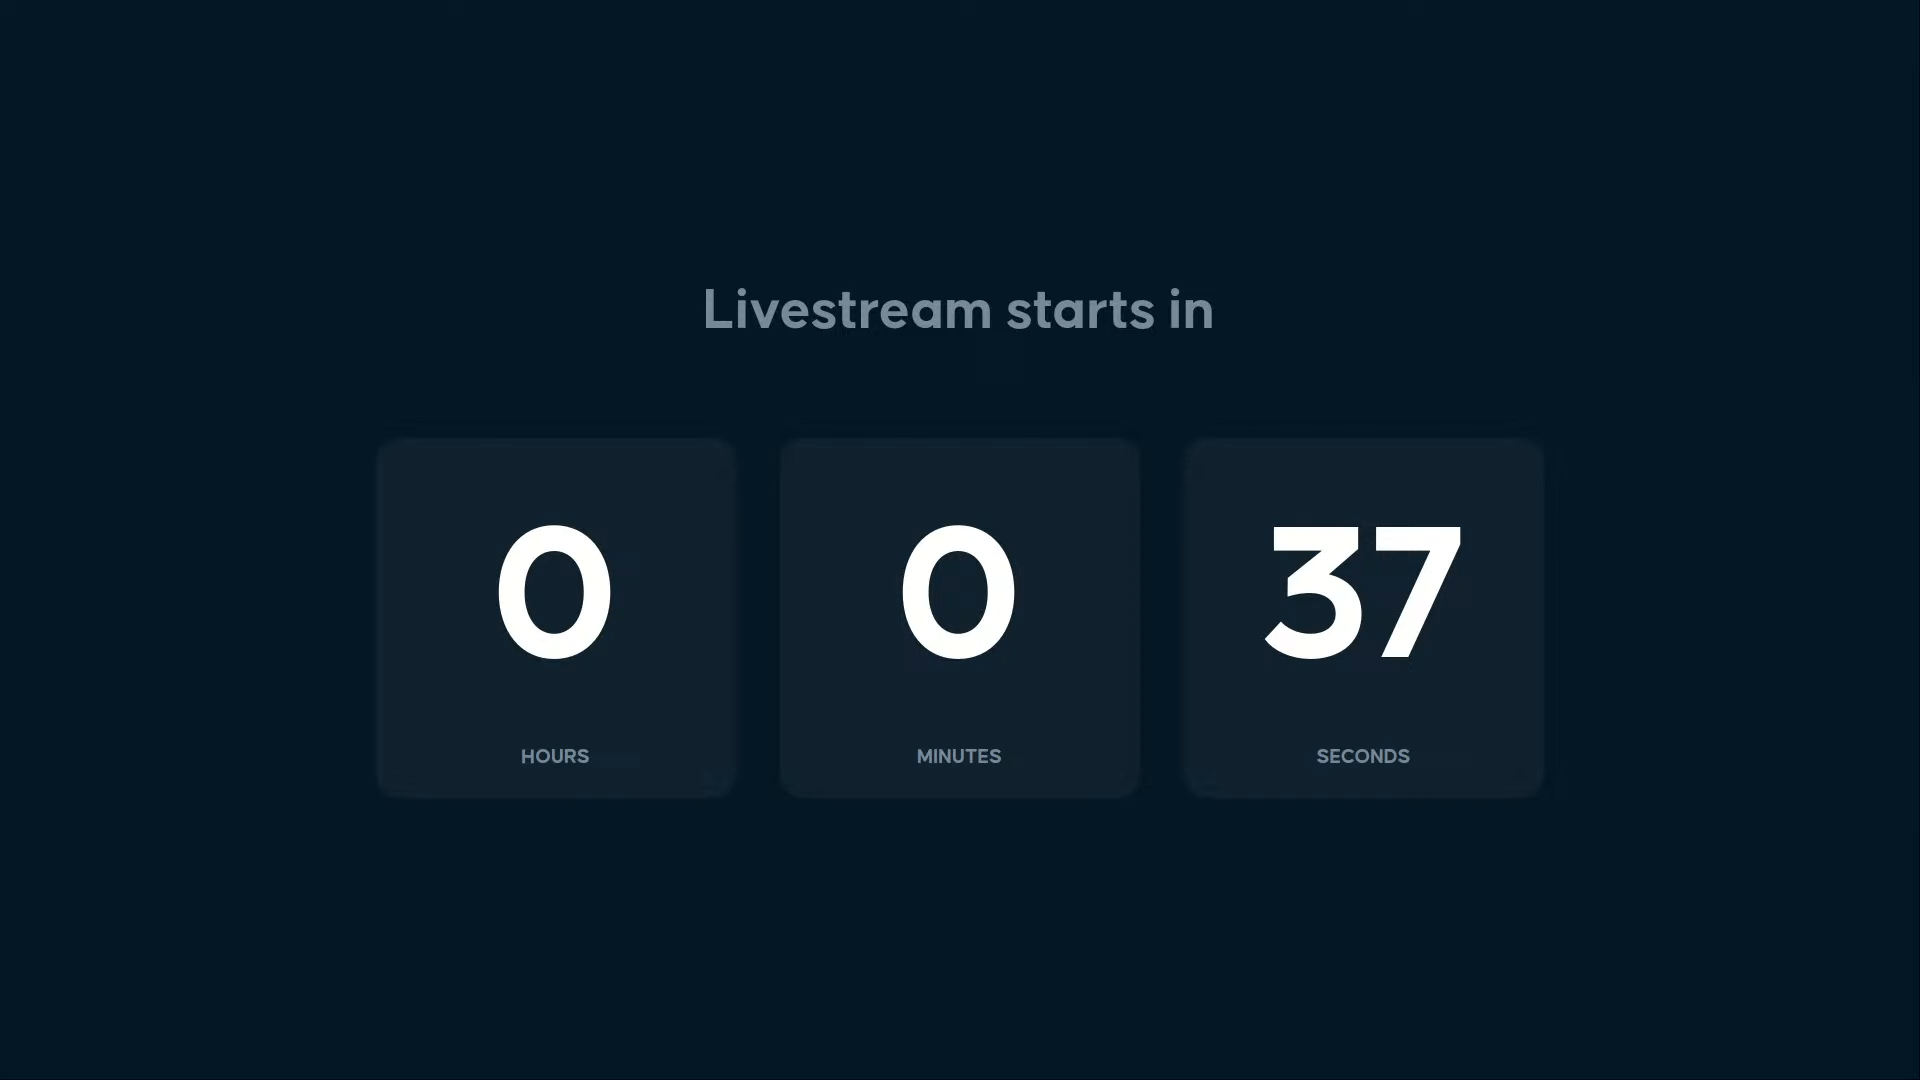 Livestream starts in
0
0
37
HOURS
MINUTES
SECONDS